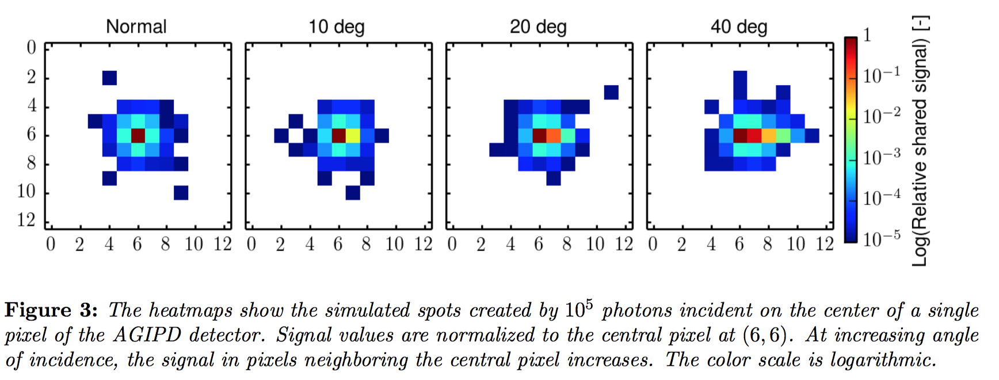 Normal 10 deg 20 deg 40 deg
0
2
4
6
8
10
12
0 2 4 6 8 10 12 0 2 4 6 8 10 12 0 2 4 6 8 10 12 0 2 4 6 8 10 12
1
10⁻¹
10⁻²
10⁻³
10⁻⁴
10⁻⁵
Log(Relative shared signal) [-]
Figure 3: The heatmaps show the simulated spots created by 10⁵ photons incident on the center of a single
pixel of the AGIPD detector. Signal values are normalized to the central pixel at (6, 6). At increasing angle
of incidence, the signal in pixels neighboring the central pixel increases. The color scale is logarithmic.